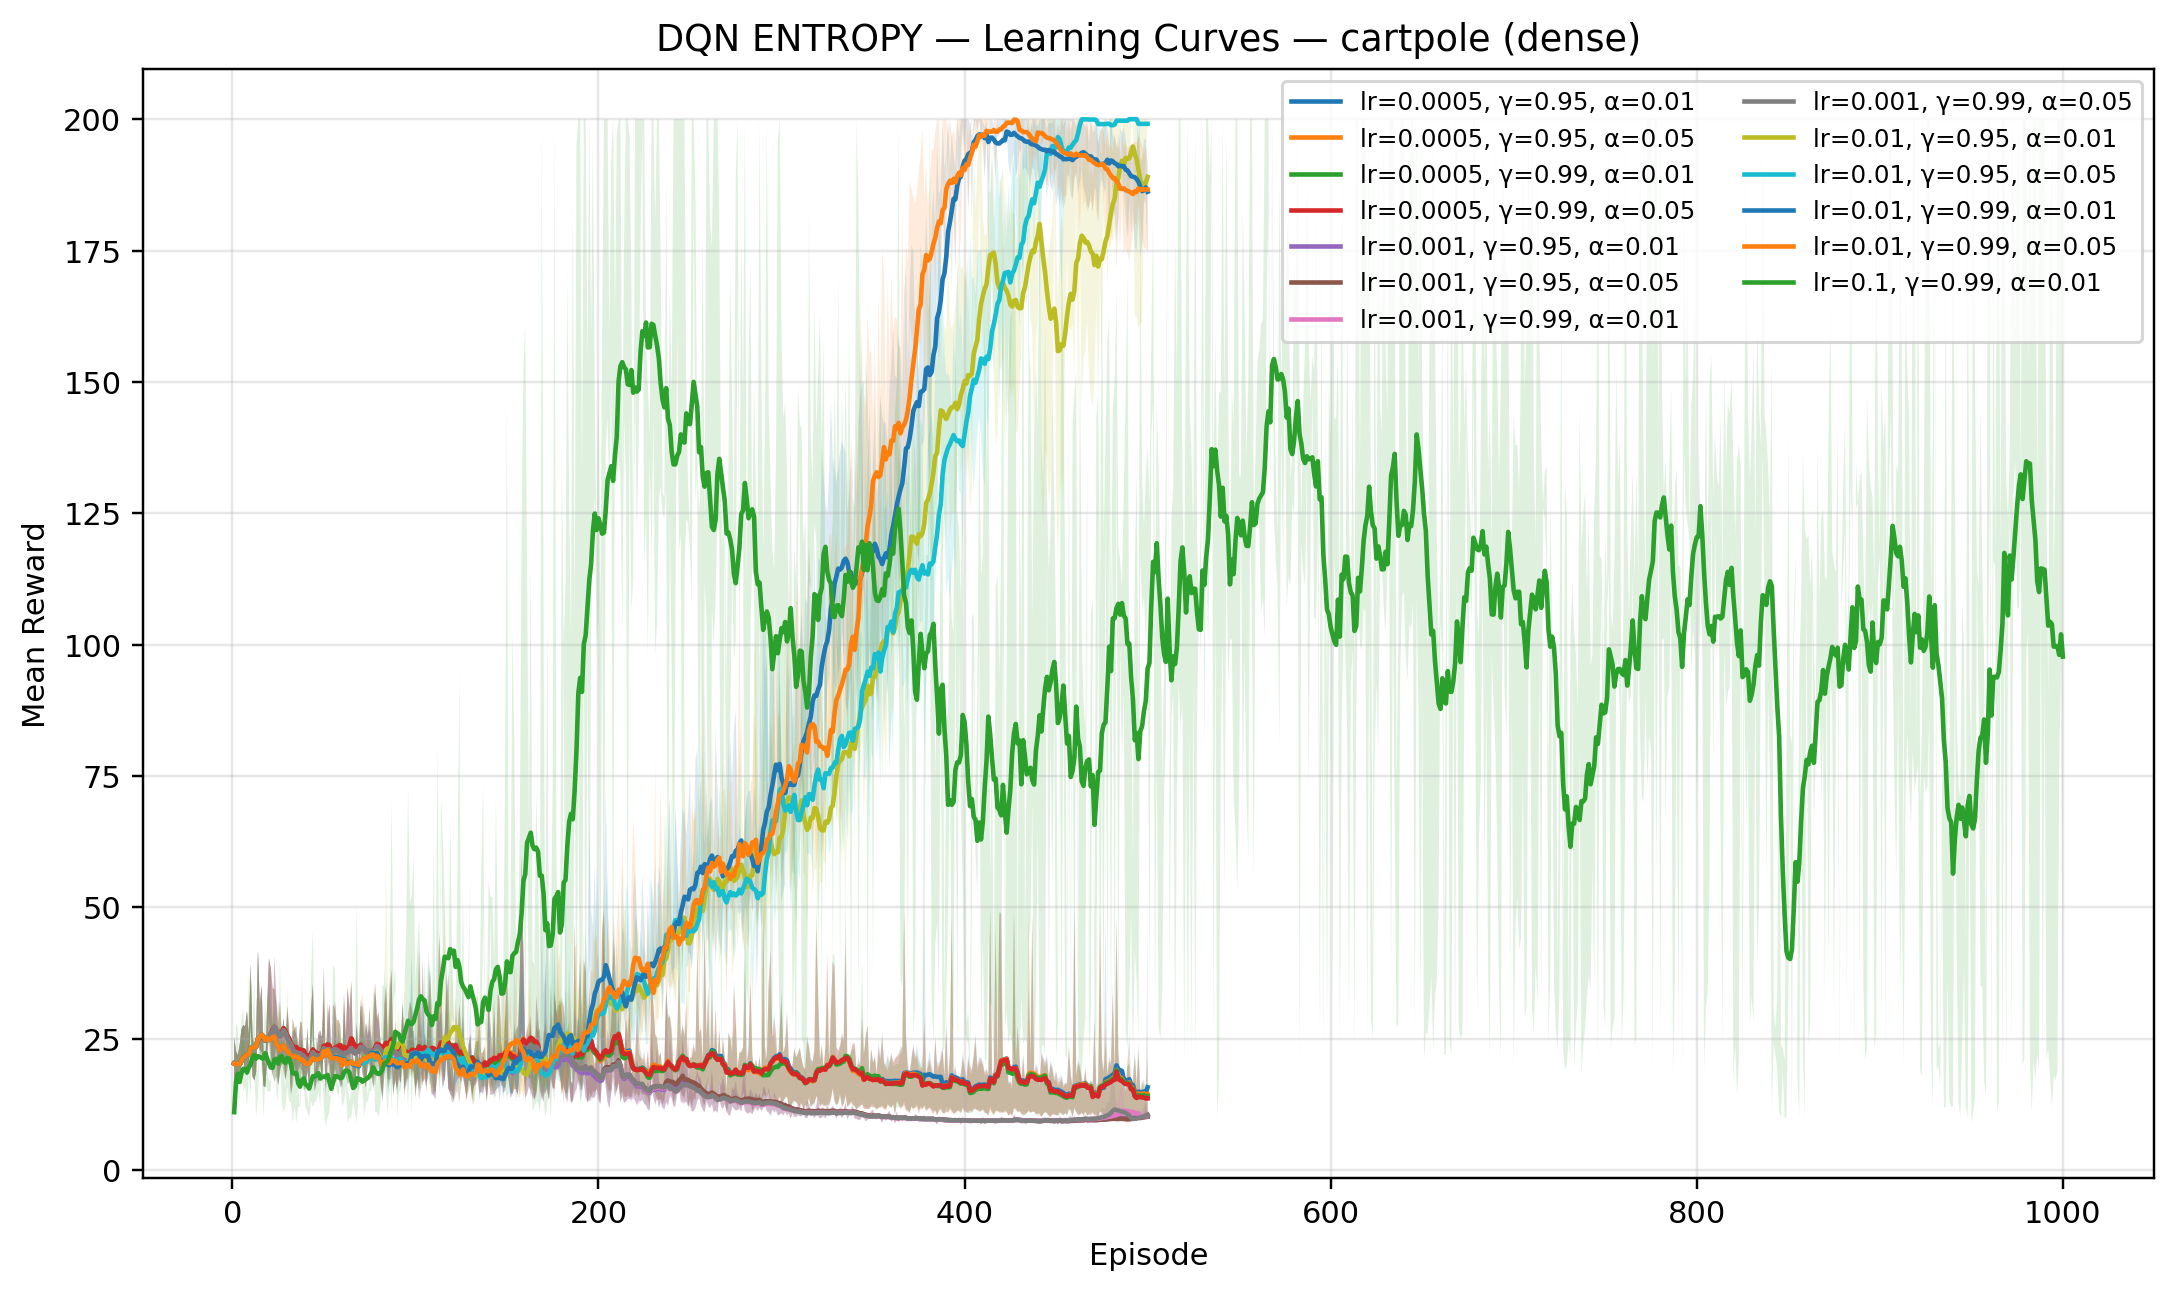 DQN ENTROPY — Learning Curves — cartpole (dense)
lr=0.0005, γ=0.95, α=0.01
lr=0.0005, γ=0.95, α=0.05
lr=0.0005, γ=0.99, α=0.01
lr=0.0005, γ=0.99, α=0.05
lr=0.001, γ=0.95, α=0.01
lr=0.001, γ=0.95, α=0.05
lr=0.001, γ=0.99, α=0.01
lr=0.001, γ=0.99, α=0.05
lr=0.01, γ=0.95, α=0.01
lr=0.01, γ=0.95, α=0.05
lr=0.01, γ=0.99, α=0.01
lr=0.01, γ=0.99, α=0.05
lr=0.1, γ=0.99, α=0.01
Mean Reward
200
175
150
125
100
75
50
25
0
0 200 400 600 800 1000
Episode